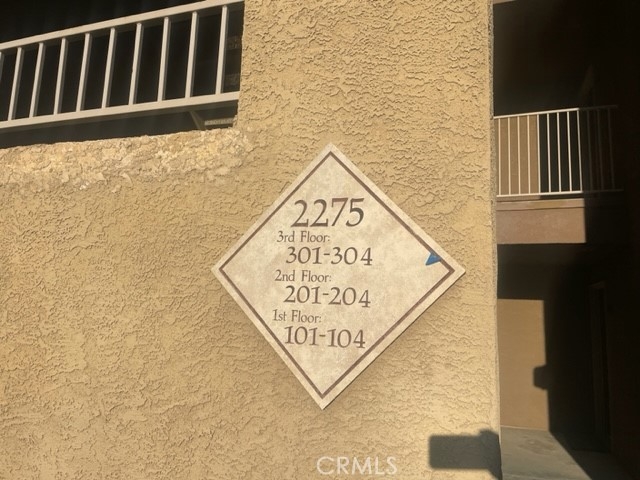 2275
3rd Floor:
301-304
2nd Floor:
201-204
1st Floor:
101-104
CRMLS